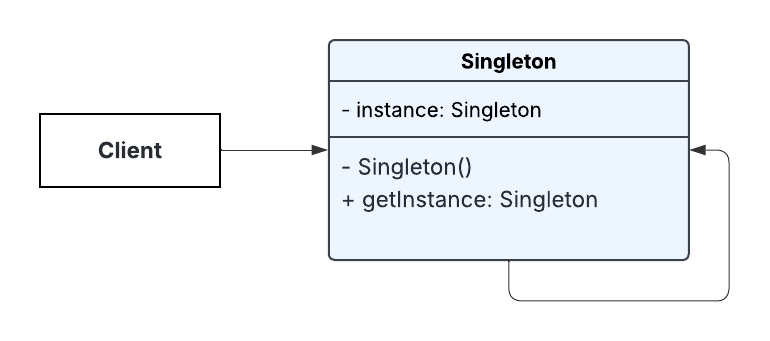 Singleton
- instance: Singleton
Client
- Singleton()
+ getInstance: Singleton